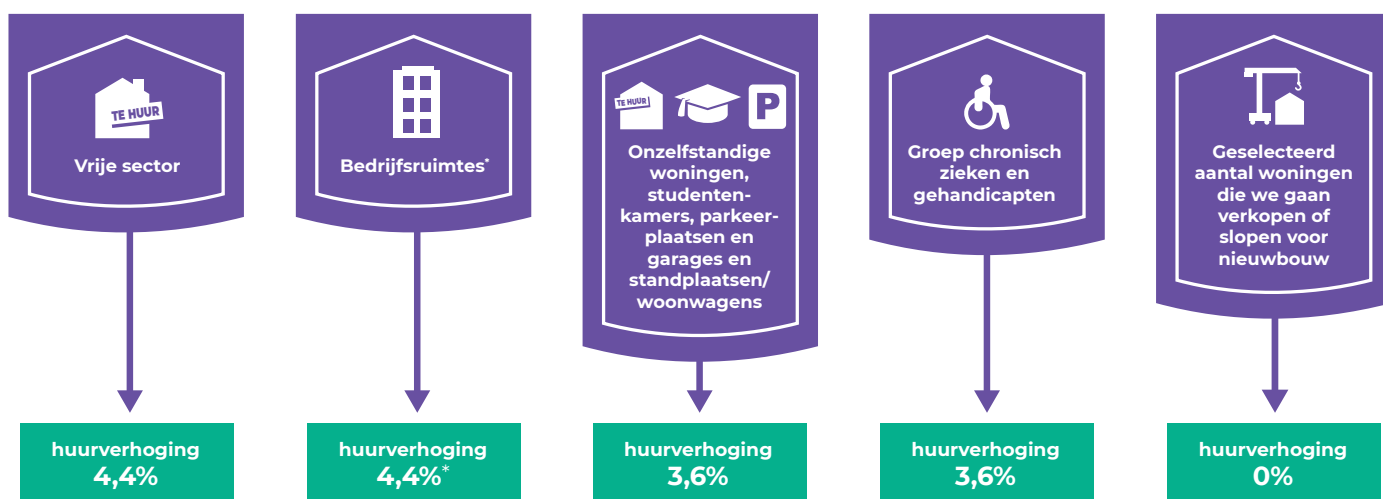 TE HUUR
Vrije sector
huurverhoging
4,4%
Bedrijfsruimtes*
huurverhoging
4,4%*
TE HUUR
P
Onzelfstandige
woningen,
studenten-
kamers, parkeer-
plaatsen en
garages en
standplaatsen/
woonwagens
huurverhoging
3,6%
Groep chronisch
zieken en
gehandicapten
huurverhoging
3,6%
Geselecteerd
aantal woningen
die we gaan
verkopen of
slopen voor
nieuwbouw
huurverhoging
0%